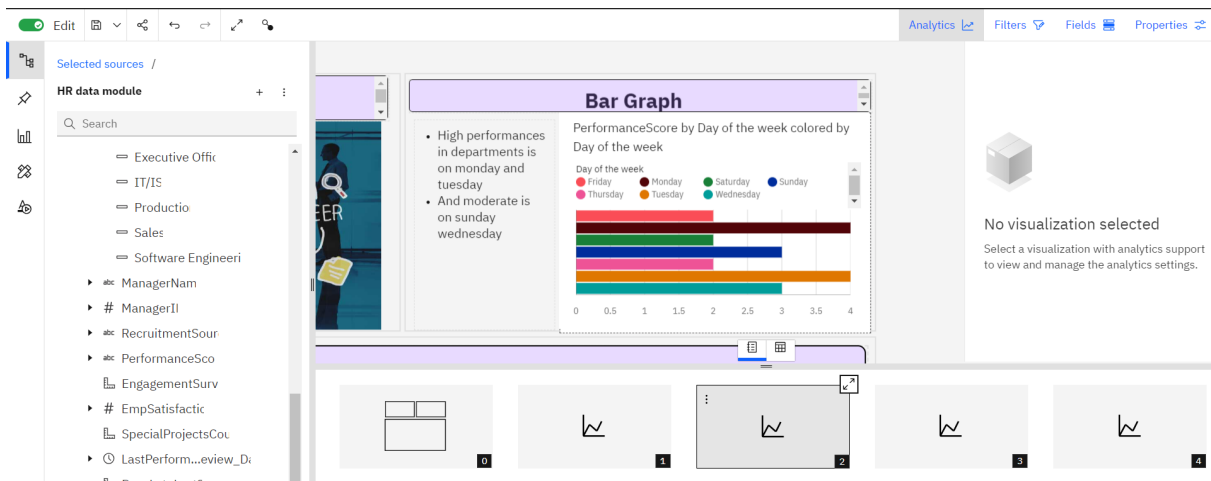 Edit
Analytics
Filters
Fields
Properties
Selected sources /
HR data module
Search
Executive Offic
IT/IS
Productio
Sales
Software Engineeri
abc ManagerNam
# ManagerII
abc RecruitmentSour
abc PerformanceSco
EngagementSurv
# EmpSatisfactic
SpecialProjectsCou
LastPerform...eview_Da
EER
Bar Graph
• High performances
in departments is
on monday and
tuesday
• And moderate is
on sunday
wednesday
PerformanceScore by Day of the week colored by
Day of the week
Day of the week
Friday Monday Saturday Sunday
Thursday Tuesday Wednesday
0 0.5 1 1.5 2 2.5 3 3.5 4
No visualization selected
Select a visualization with analytics support
to view and manage the analytics settings.
0 1 2 3 4